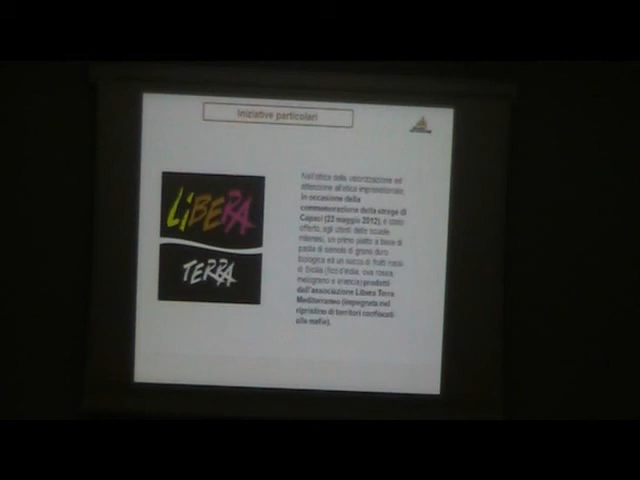 Iniziative particolari
LiBERA
TERRA
Nell'ottica della valorizzazione ed
attenzione all'etica imprenditoriale,
in occasione della
commemorazione della strage di
Capaci (23 maggio 2012), è stato
offerto, agli utenti delle scuole
milanesi, un primo piatto a base di
pasta di semola di grano duro
biologica ed un succo di frutti rossi
di Sicilia (fico d'india, uva rossa,
melograno e arancia) prodotti
dall'associazione Libera Terra
Mediterraneo (impegnata nel
ripristino di territori confiscati
alle mafie).